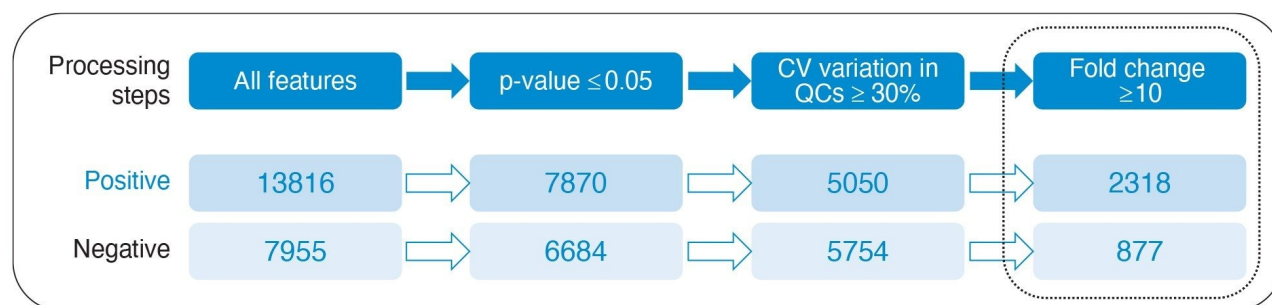 Processing
steps
All features
p-value ≤ 0.05
CV variation in
QCs ≥ 30%
Fold change
≥10
Positive
13816
7870
5050
2318
Negative
7955
6684
5754
877